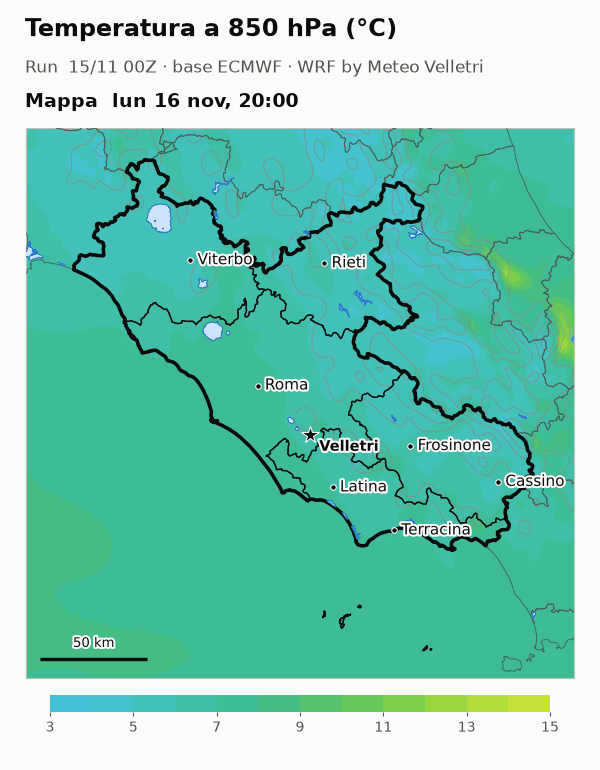 Temperatura a 850 hPa (°C)
Run 15/11 00Z · base ECMWF · WRF by Meteo Velletri
Mappa lun 16 nov, 20:00
Viterbo
Rieti
Roma
Velletri
Frosinone
Cassino
Latina
Terracina
50 km
3 5 7 9 11 13 15